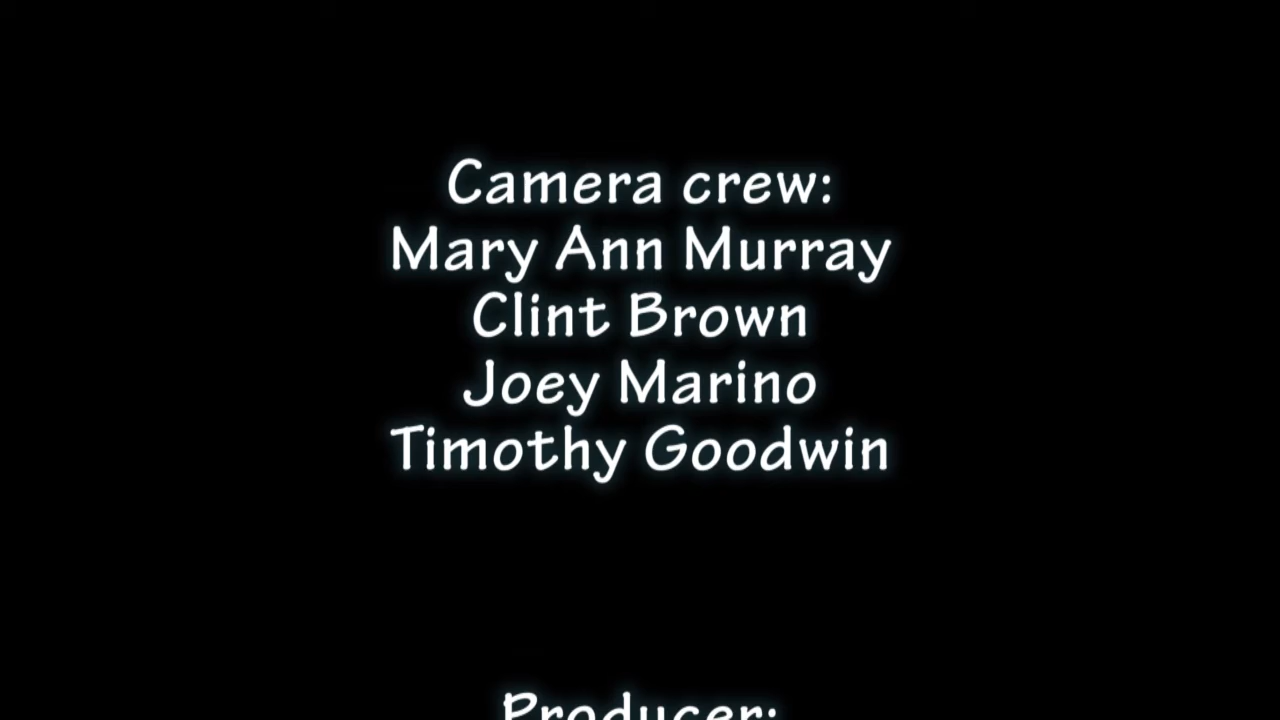 Camera crew:
Mary Ann Murray
Clint Brown
Joey Marino
Timothy Goodwin
Producer: